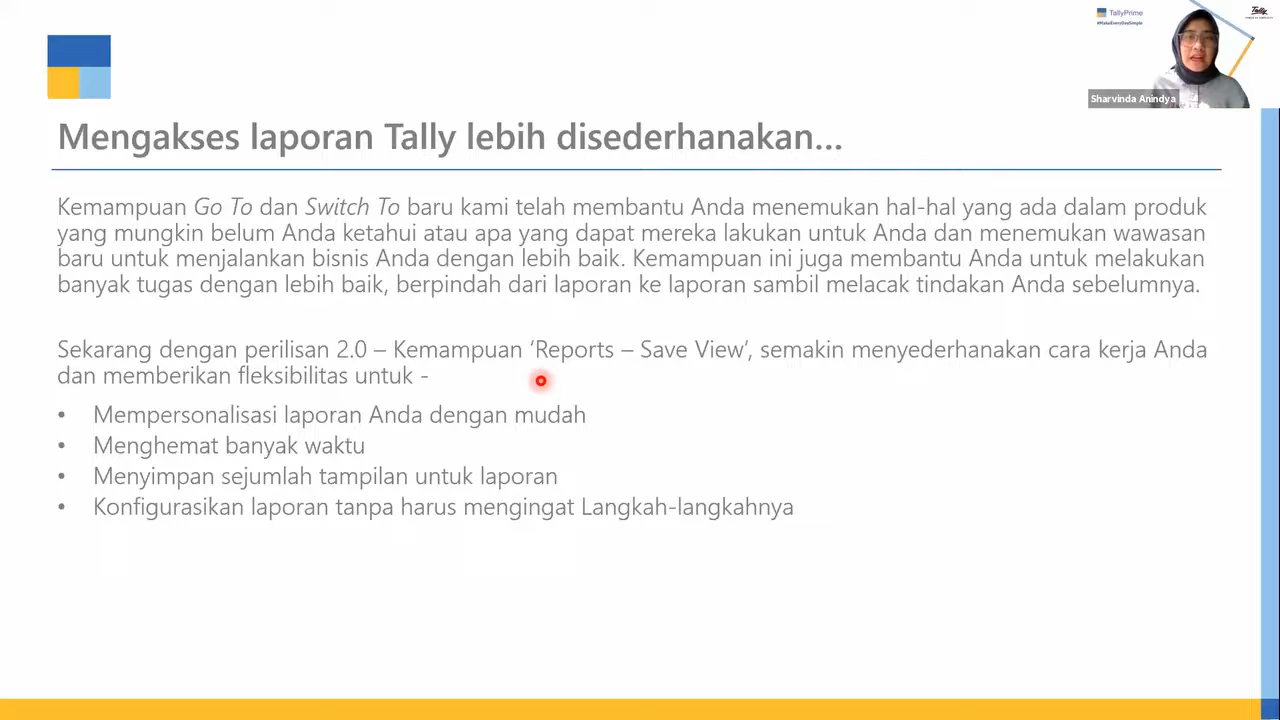 TallyPrime
#MakeEveryDaySimple
Tally
Sharvinda Anindya
Mengakses laporan Tally lebih disederhanakan...
Kemampuan Go To dan Switch To baru kami telah membantu Anda menemukan hal-hal yang ada dalam produk
yang mungkin belum Anda ketahui atau apa yang dapat mereka lakukan untuk Anda dan menemukan wawasan
baru untuk menjalankan bisnis Anda dengan lebih baik. Kemampuan ini juga membantu Anda untuk melakukan
banyak tugas dengan lebih baik, berpindah dari laporan ke laporan sambil melacak tindakan Anda sebelumnya.
Sekarang dengan perilisan 2.0 – Kemampuan ‘Reports – Save View’, semakin menyederhanakan cara kerja Anda
dan memberikan fleksibilitas untuk -
• Mempersonalisasi laporan Anda dengan mudah
• Menghemat banyak waktu
• Menyimpan sejumlah tampilan untuk laporan
• Konfigurasikan laporan tanpa harus mengingat Langkah-langkahnya